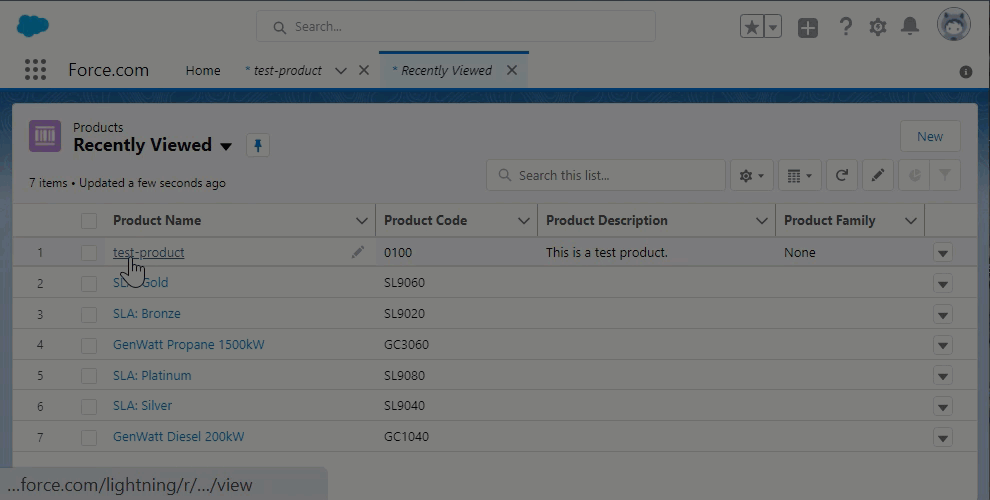 Search...
Force.com Home * test-product * Recently Viewed
Products
Recently Viewed
New
7 items • Updated a few seconds ago
Search this list...
Product Name Product Code Product Description Product Family
1 test-product 0100 This is a test product. None
2 SLA: Gold SL9060
3 SLA: Bronze SL9020
4 GenWatt Propane 1500kW GC3060
5 SLA: Platinum SL9080
6 SLA: Silver SL9040
7 GenWatt Diesel 200kW GC1040
...force.com/lightning/r/.../view